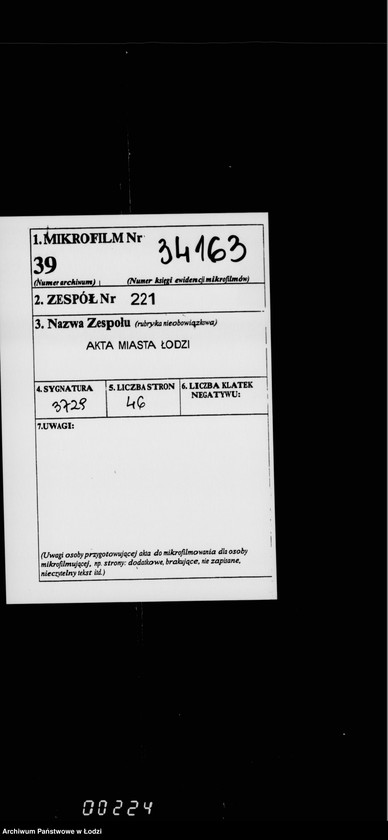 1. MIKROFILM Nr 34163
39
(Numer archiwum) (Numer księgi ewidencji mikrofilmów)
2. ZESPÓŁ Nr 221
3. Nazwa Zespołu (rubryka nieobowiązkowa)
AKTA MIASTA ŁODZI
4. SYGNATURA 5. LICZBA STRON 6. LICZBA KLATEK
NEGATYWU:
3729 46
7.UWAGI:
(Uwagi osoby przygotowującej akta do mikrofilmowania dla osoby
mikrofilmującej, np. strony: dodatkowe, brakujące, nie zapisane,
nieczytelny tekst itd.)
00224
Archiwum Państwowe w Łodzi